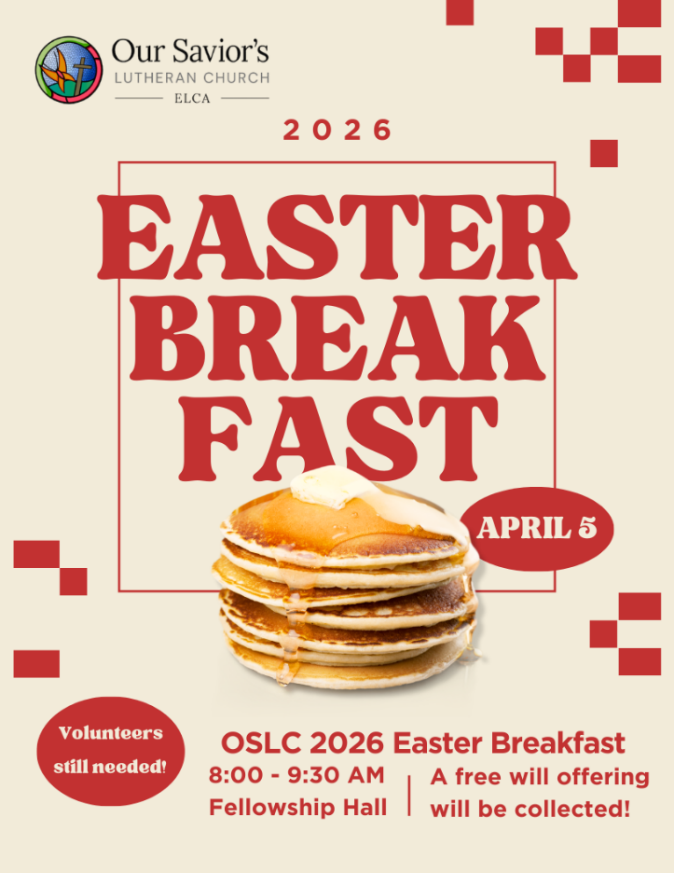 Our Savior's
LUTHERAN CHURCH
ELCA
2026
EASTER
BREAK
FAST
APRIL 5
Volunteers
still needed!
OSLC 2026 Easter Breakfast
8:00 - 9:30 AM
Fellowship Hall
A free will offering
will be collected!